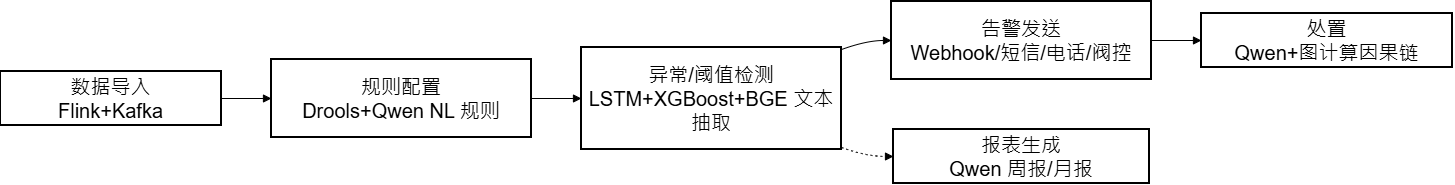 数据导入
Flink+Kafka
规则配置
Drools+Qwen NL 规则
异常/阈值检测
LSTM+XGBoost+BGE 文本
抽取
告警发送
Webhook/短信/电话/阀控
处置
Qwen+图计算因果链
报表生成
Qwen 周报/月报